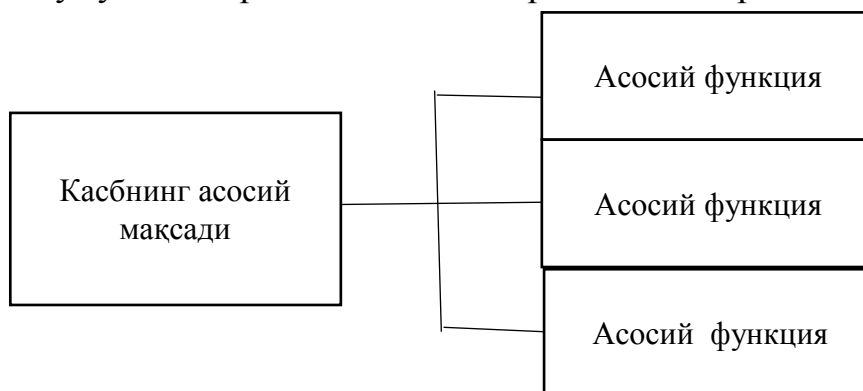 Асосий функция
Касбнинг асосий
мақсади
Асосий функция
Асосий функция